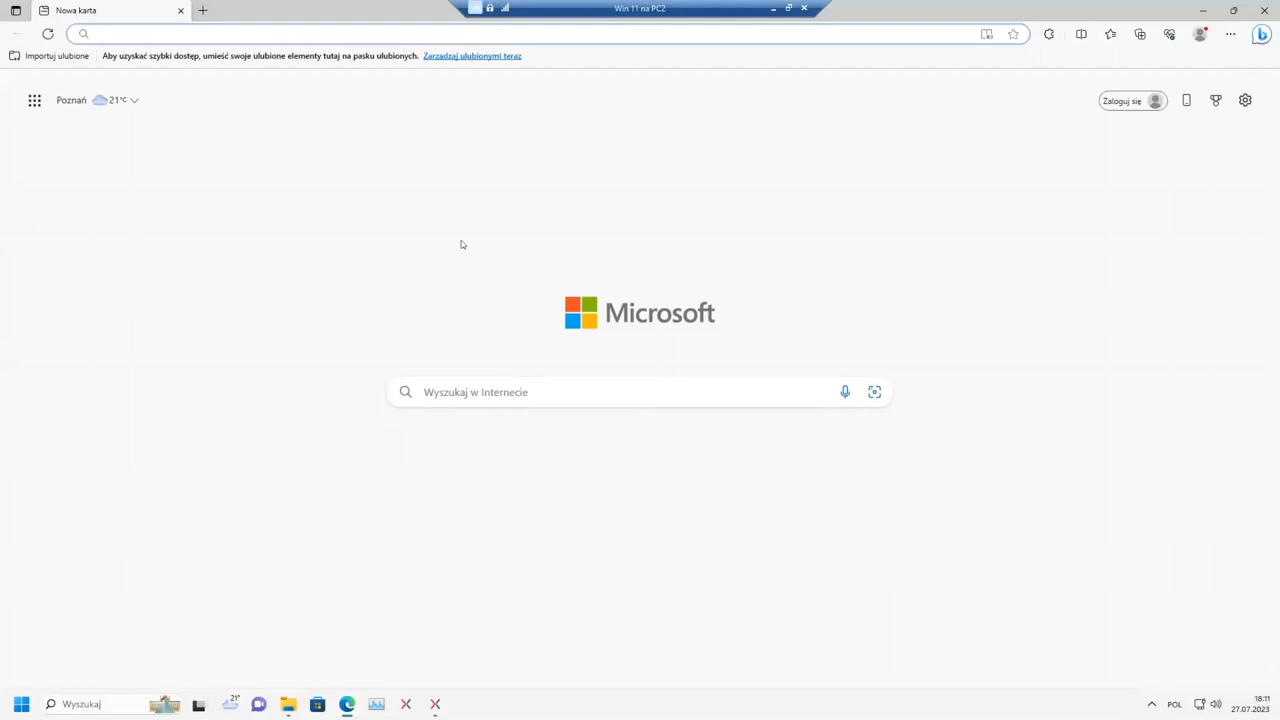 Nowa karta
Win 11 na PC2
Importuj ulubione
Aby uzyskać szybki dostęp, umieść swoje ulubione elementy tutaj na pasku ulubionych. Zarządzaj ulubionymi teraz
Poznań 21°C
Zaloguj się
Microsoft
Wyszukaj w Internecie
Wyszukaj
21°
POL
18:11
27.07.2023